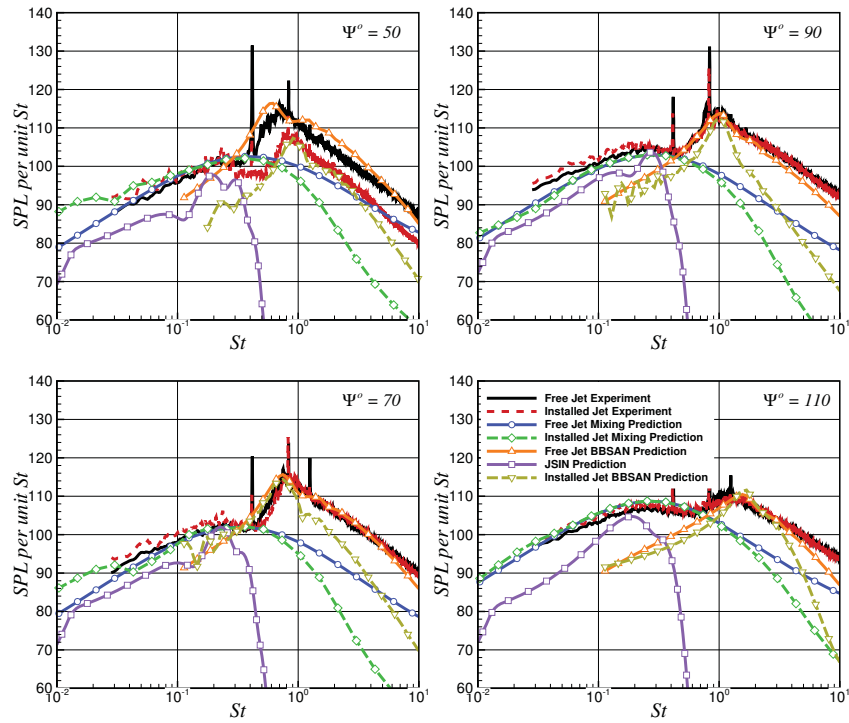 Ψ° = 50
SPL per unit St
140
130
120
110
100
90
80
70
60
10⁻²
10⁻¹
10⁰
10¹
St
Ψ° = 90
SPL per unit St
140
130
120
110
100
90
80
70
60
10⁻²
10⁻¹
10⁰
10¹
St
Ψ° = 70
SPL per unit St
140
130
120
110
100
90
80
70
60
10⁻²
10⁻¹
10⁰
10¹
St
Ψ° = 110
SPL per unit St
140
130
120
110
100
90
80
70
60
10⁻²
10⁻¹
10⁰
10¹
St
Free Jet Experiment
Installed Jet Experiment
Free Jet Mixing Prediction
Installed Jet Mixing Prediction
Free Jet BBSAN Prediction
JSIN Prediction
Installed Jet BBSAN Prediction